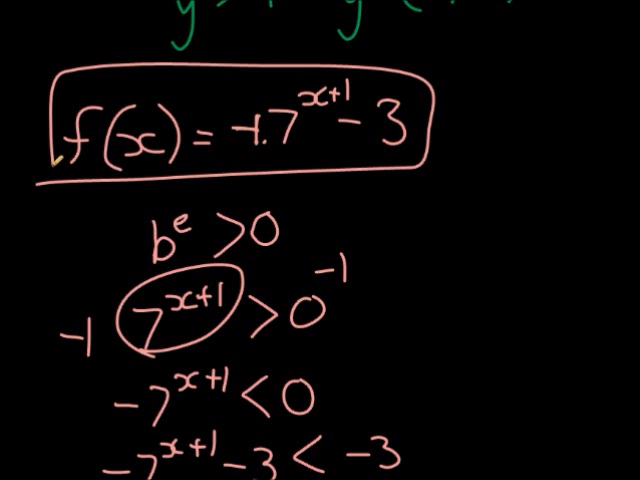 f(x) = -1.7^{x+1} - 3
b^e > 0
-1 7^{x+1} > 0 -1
-7^{x+1} < 0
-7^{x+1} - 3 < -3